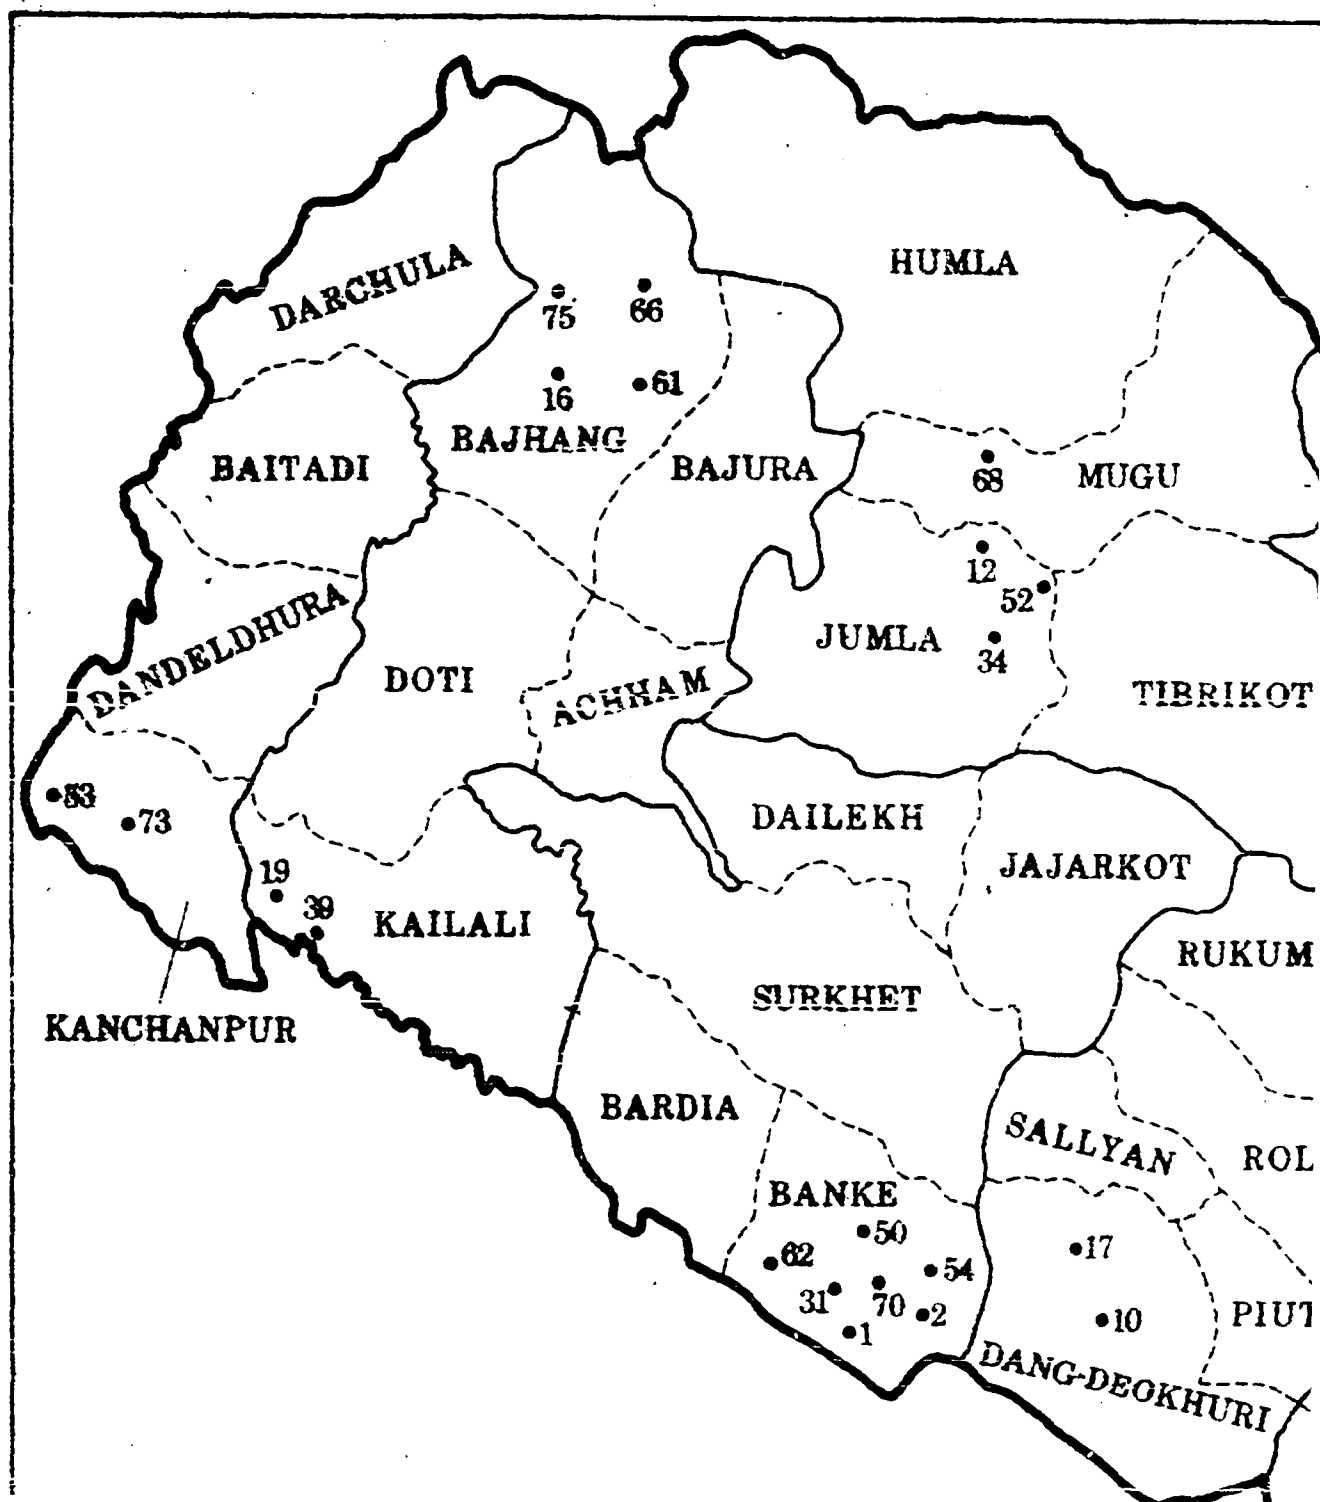 HUMLA
DARCHULA
75
66
16
61
BAJHANG
BAITADI
BAJURA
68
MUGU
12
52
DANDELDHURA
JUMLA
34
DOTI
ACHHAM
TIBRIKOT
73
DAILEKH
JAJARKOT
19
39
KAILALI
RUKUM
SURKHET
KANCHANPUR
BARDIA
SALLYAN
ROL
BANKE
50
62
54
17
31
70
2
1
10
PIUT
DANG-DEOKHURI